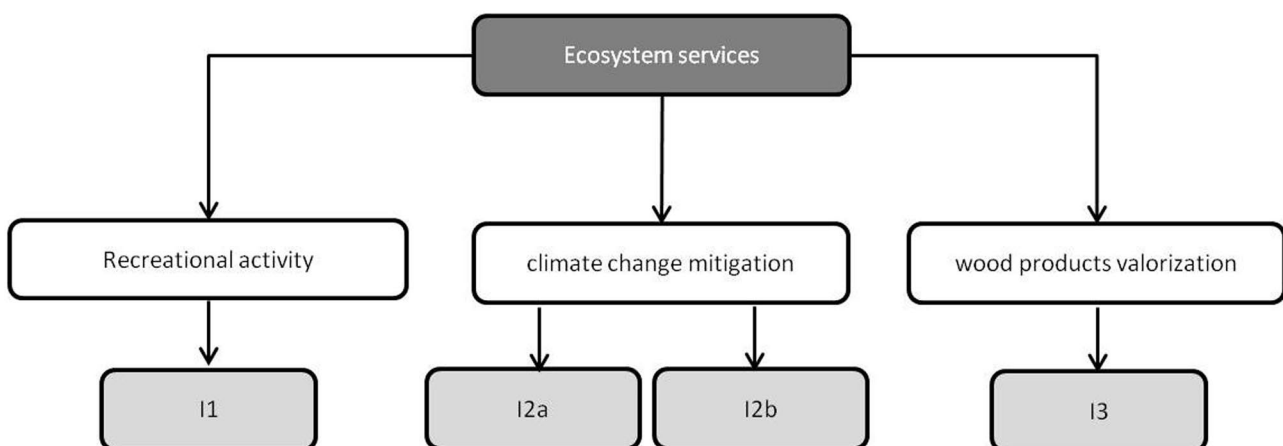 Ecosystem services
Recreational activity
climate change mitigation
wood products valorization
I1
I2a
I2b
I3